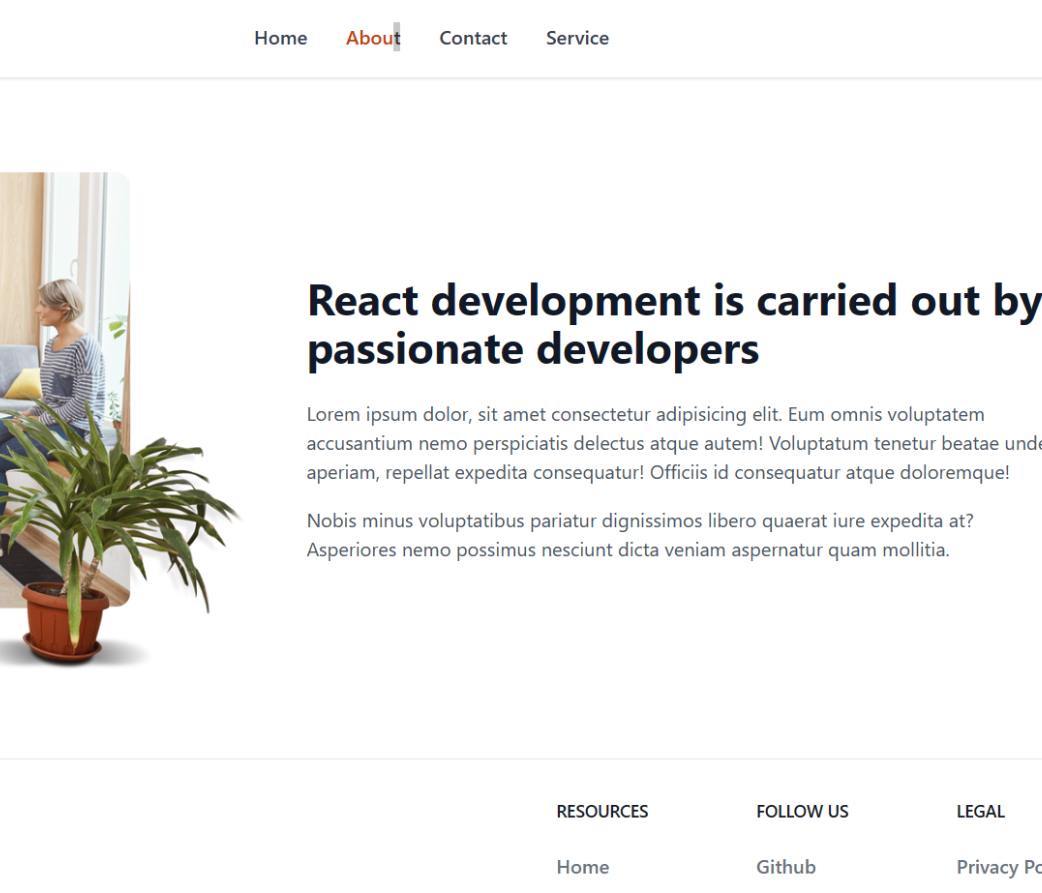 Home About Contact Service
React development is carried out by
passionate developers
Lorem ipsum dolor, sit amet consectetur adipisicing elit. Eum omnis voluptatem
accusantium nemo perspiciatis delectus atque autem! Voluptatum tenetur beatae unde
aperiam, repellat expedita consequatur! Officiis id consequatur atque doloremque!
Nobis minus voluptatibus pariatur dignissimos libero quaerat iure expedita at?
Asperiores nemo possimus nesciunt dicta veniam aspernatur quam mollitia.
RESOURCES FOLLOW US LEGAL
Home Github Privacy Po